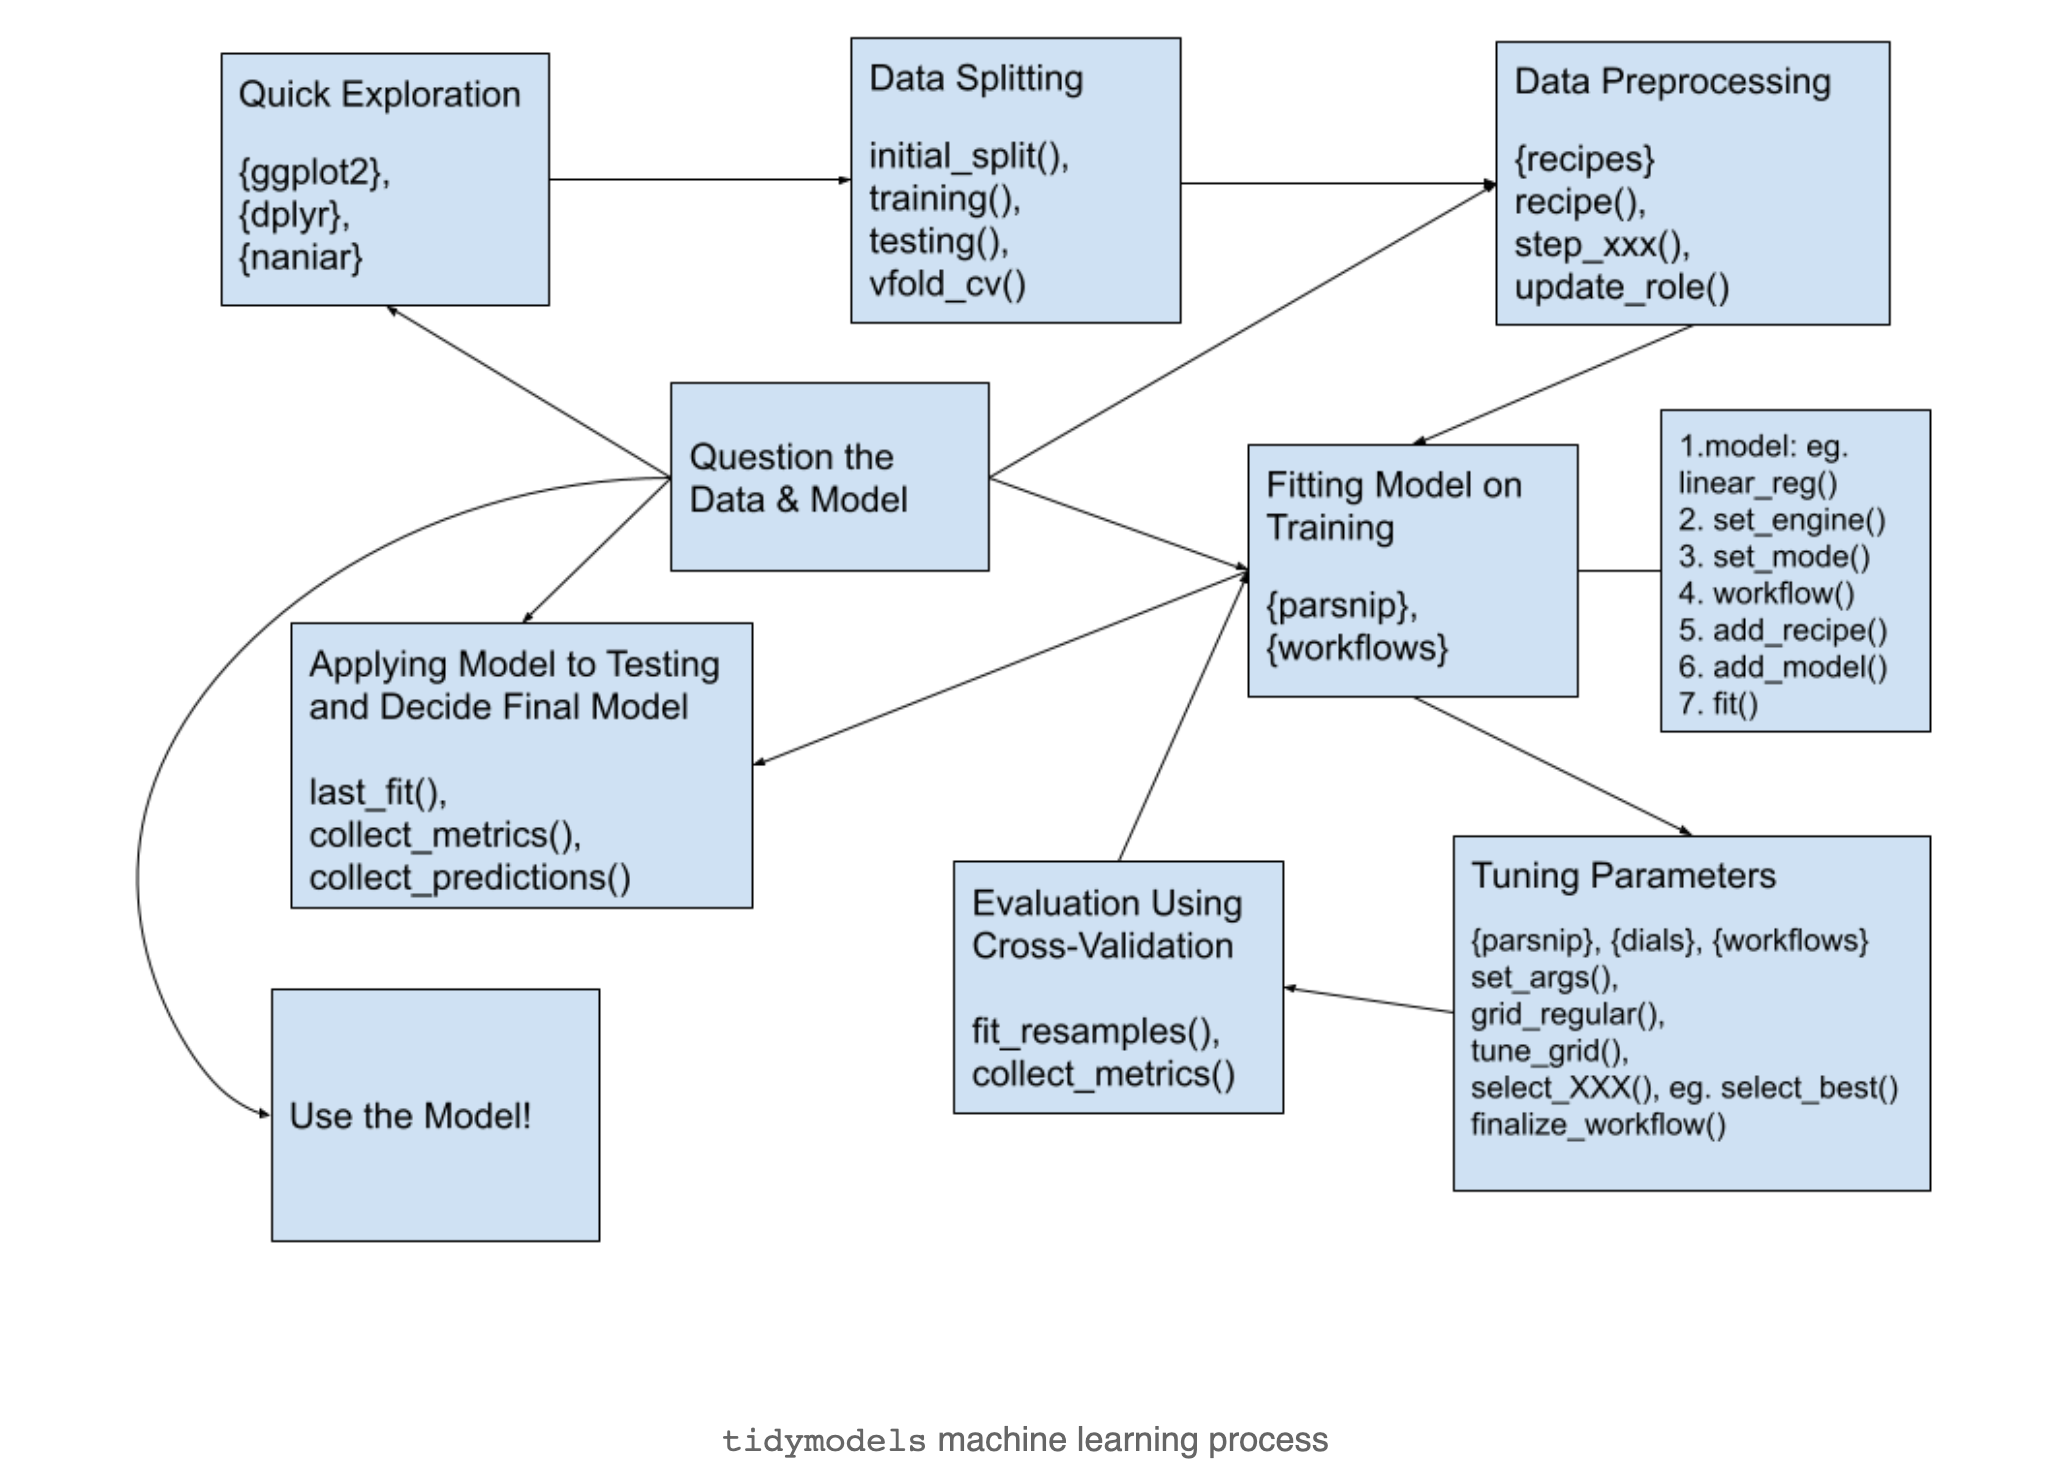 Quick Exploration
{ggplot2},
{dplyr},
{naniar}
Data Splitting
initial_split(),
training(),
testing(),
vfold_cv()
Data Preprocessing
{recipes}
recipe(),
step_xxx(),
update_role()
Question the
Data & Model
Fitting Model on
Training
{parsnip},
{workflows}
1.model: eg.
linear_reg()
2. set_engine()
3. set_mode()
4. workflow()
5. add_recipe()
6. add_model()
7. fit()
Applying Model to Testing
and Decide Final Model
last_fit(),
collect_metrics(),
collect_predictions()
Evaluation Using
Cross-Validation
fit_resamples(),
collect_metrics()
Tuning Parameters
{parsnip}, {dials}, {workflows}
set_args(),
grid_regular(),
tune_grid(),
select_XXX(), eg. select_best()
finalize_workflow()
Use the Model!
tidymodels machine learning process